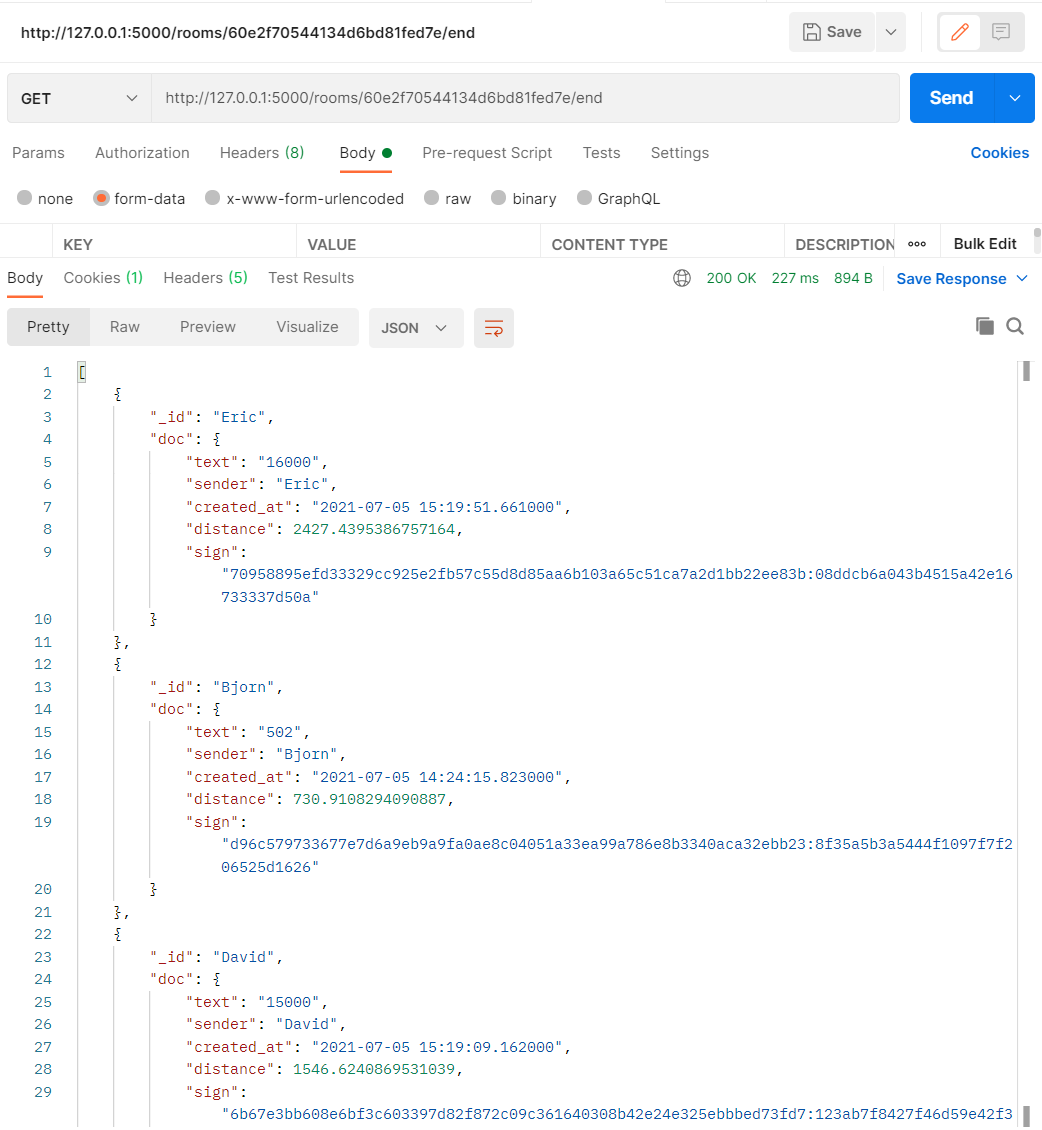 http://127.0.0.1:5000/rooms/60e2f70544134d6bd81fed7e/end
Save
GET
http://127.0.0.1:5000/rooms/60e2f70544134d6bd81fed7e/end
Send
Params Authorization Headers (8) Body Pre-request Script Tests Settings Cookies
none form-data x-www-form-urlencoded raw binary GraphQL
KEY VALUE CONTENT TYPE DESCRIPTION ooo Bulk Edit
Body Cookies (1) Headers (5) Test Results 200 OK 227 ms 894 B Save Response
Pretty Raw Preview Visualize JSON
1 [
2 {
3 "_id": "Eric",
4 "doc": {
5 "text": "16000",
6 "sender": "Eric",
7 "created_at": "2021-07-05 15:19:51.661000",
8 "distance": 2427.4395386757164,
9 "sign":
"70958895efd33329cc925e2fb57c55d8d85aa6b103a65c51ca7a2d1bb22ee83b:08ddcb6a043b4515a42e16
733337d50a"
10 }
11 },
12 {
13 "_id": "Bjorn",
14 "doc": {
15 "text": "502",
16 "sender": "Bjorn",
17 "created_at": "2021-07-05 14:24:15.823000",
18 "distance": 730.9108294090887,
19 "sign":
"d96c579733677e7d6a9eb9a9fa0ae8c04051a33ea99a786e8b3340aca32ebb23:8f35a5b3a5444f1097f7f2
06525d1626"
20 }
21 },
22 {
23 "_id": "David",
24 "doc": {
25 "text": "15000",
26 "sender": "David",
27 "created_at": "2021-07-05 15:19:09.162000",
28 "distance": 1546.6240869531039,
29 "sign":
"6b67e3bb608e6bf3c603397d82f872c09c361640308b42e24e325ebbbed73fd7:123ab7f8427f46d59e42f3